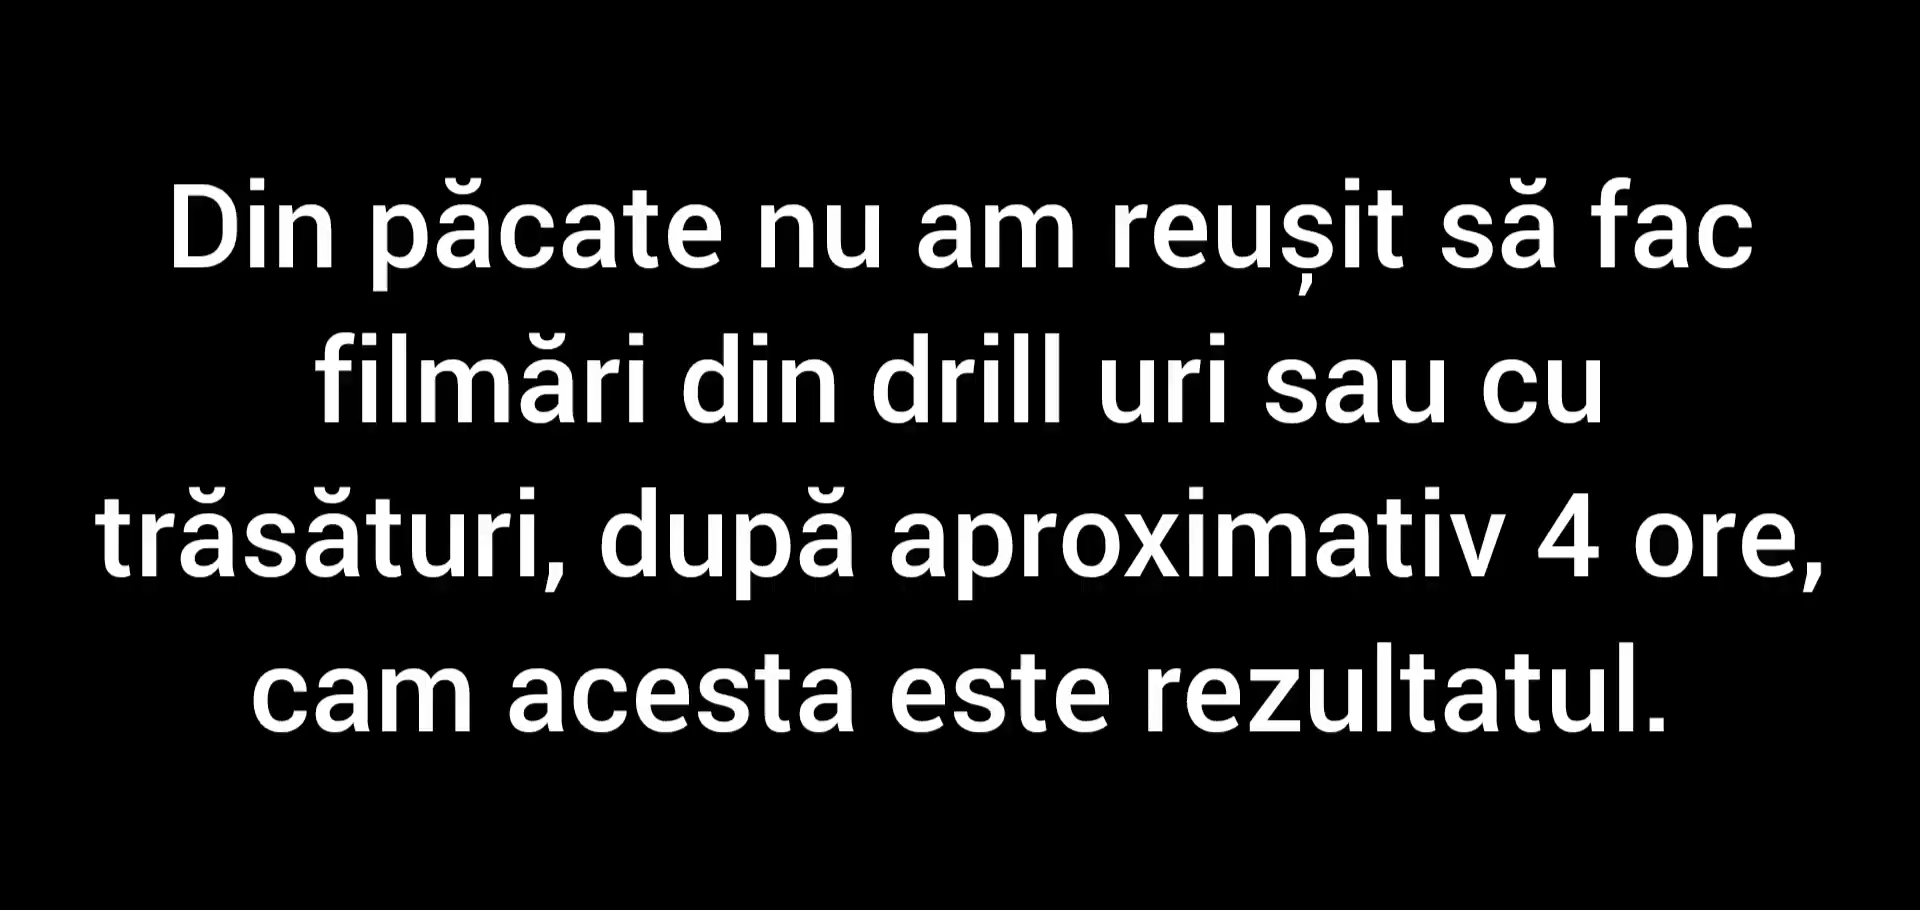 Din păcate nu am reușit să fac
filmări din drill uri sau cu
trăsături, după aproximativ 4 ore,
cam acesta este rezultatul.